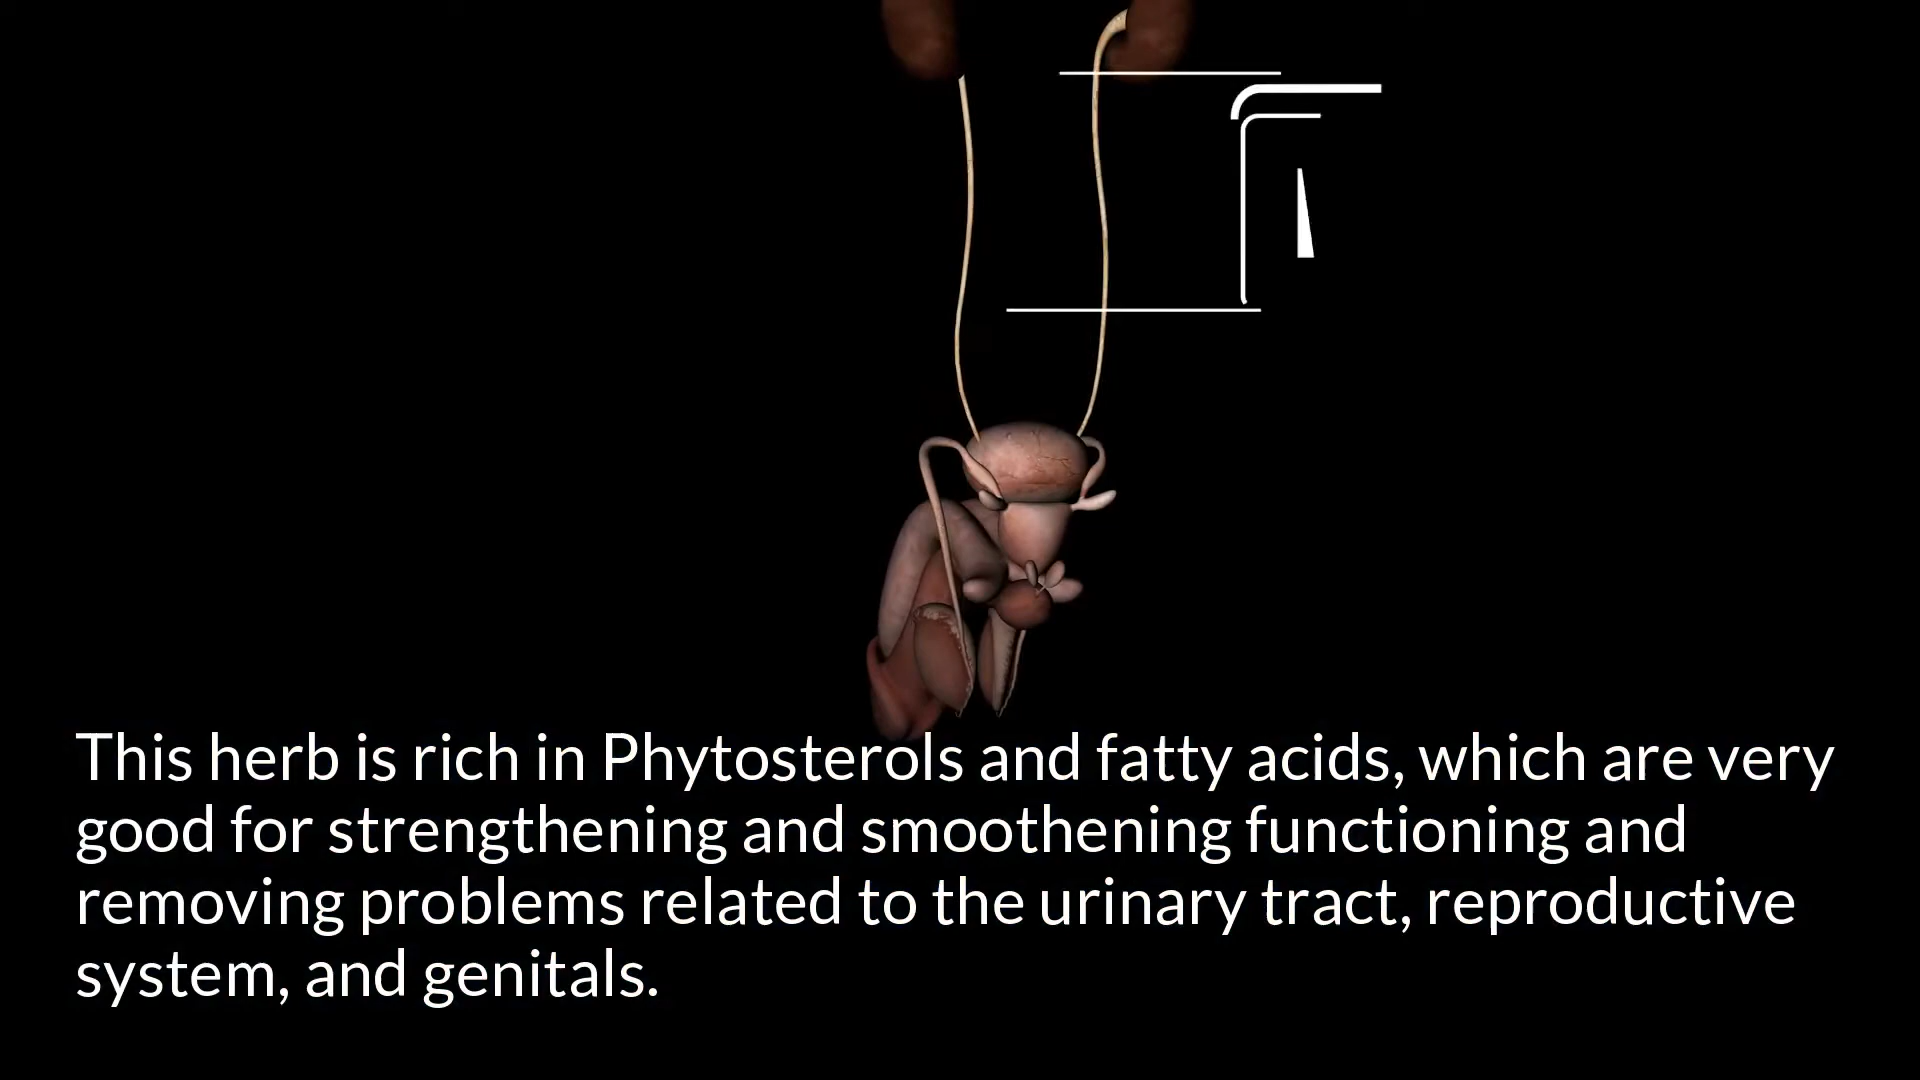 This herb is rich in Phytosterols and fatty acids, which are very
good for strengthening and smoothening functioning and
removing problems related to the urinary tract, reproductive
system, and genitals.